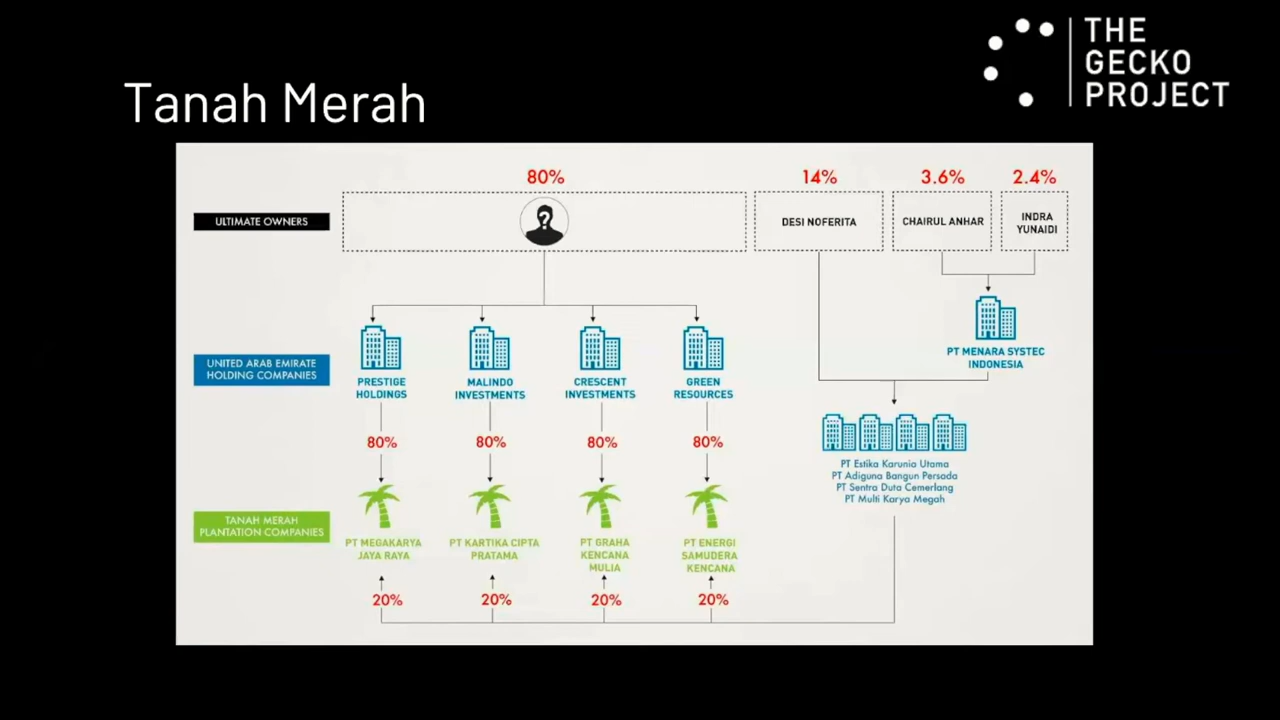 THE
GECKO
PROJECT
Tanah Merah
80%
14%
3.6%
2.4%
ULTIMATE OWNERS
?
DESI NOFERITA
CHAIRUL ANHAR
INDRA
YUNAIDI
PT MENARA SYSTEC
INDONESIA
UNITED ARAB EMIRATE
HOLDING COMPANIES
PRESTIGE
HOLDINGS
MALINDO
INVESTMENTS
CRESCENT
INVESTMENTS
GREEN
RESOURCES
80%
80%
80%
80%
PT Estika Karunia Utama
PT Adiguna Bangun Persada
PT Sentra Duta Cemerlang
PT Multi Karya Megah
TANAH MERAH
PLANTATION COMPANIES
PT MEGAKARYA
JAYA RAYA
PT KARTIKA CIPTA
PRATAMA
PT GRAHA
KENCANA
MULIA
PT ENERGI
SAMUDERA
KENCANA
20%
20%
20%
20%